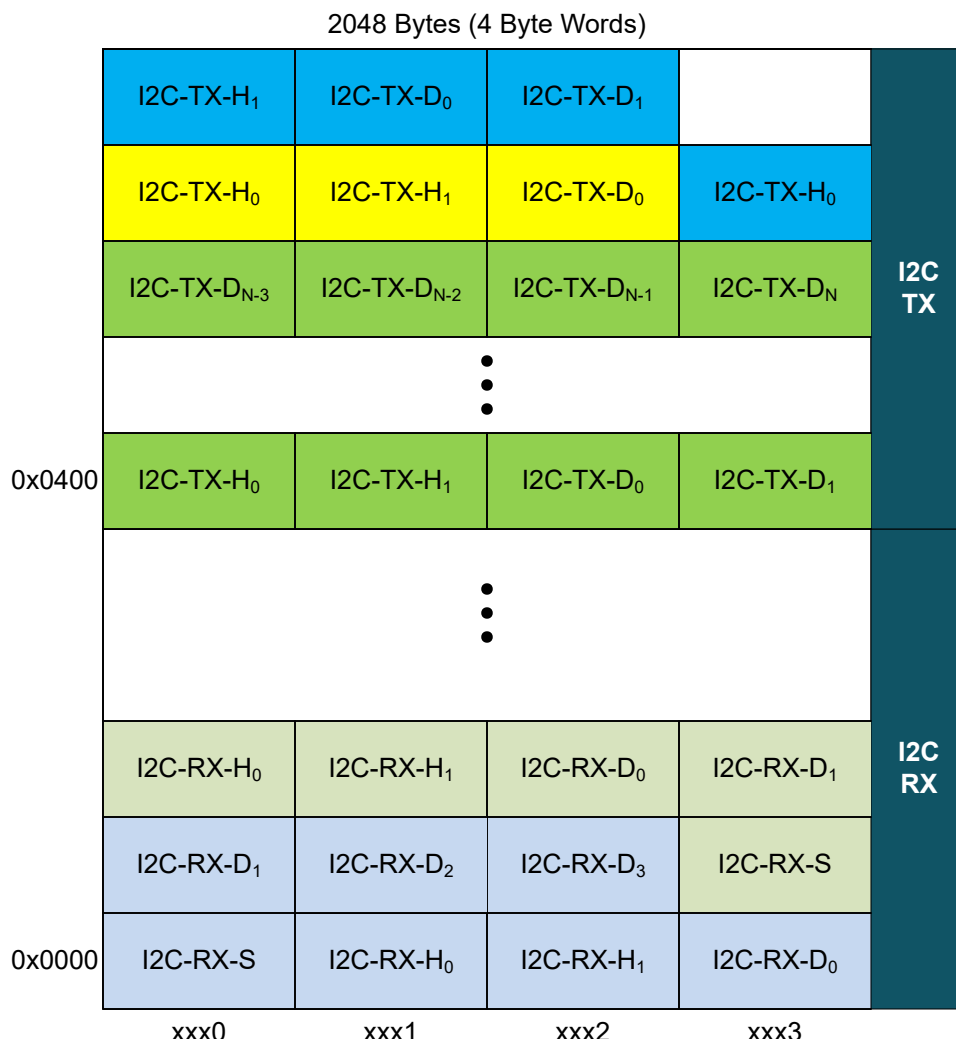 2048 Bytes (4 Byte Words)
I2C-TX-H₁ I2C-TX-D₀ I2C-TX-D₁
I2C-TX-H₀ I2C-TX-H₁ I2C-TX-D₀ I2C-TX-H₀
I2C-TX-D_N-3 I2C-TX-D_N-2 I2C-TX-D_N-1 I2C-TX-D_N
I2C
TX
0x0400 I2C-TX-H₀ I2C-TX-H₁ I2C-TX-D₀ I2C-TX-D₁
I2C-RX-H₀ I2C-RX-H₁ I2C-RX-D₀ I2C-RX-D₁
I2C
RX
I2C-RX-D₁ I2C-RX-D₂ I2C-RX-D₃ I2C-RX-S
0x0000 I2C-RX-S I2C-RX-H₀ I2C-RX-H₁ I2C-RX-D₀
xxx0 xxx1 xxx2 xxx3